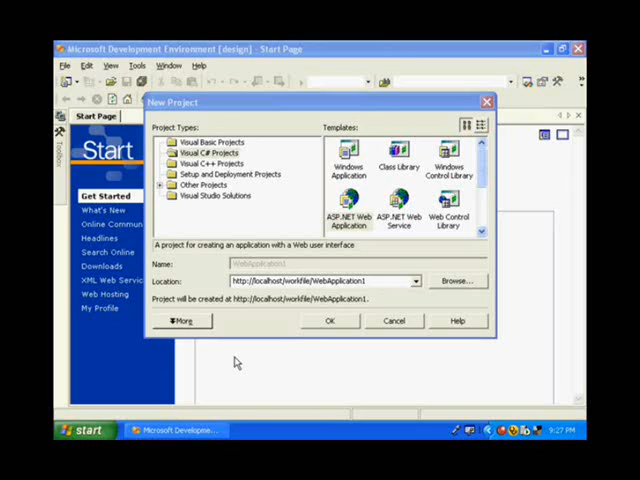 Microsoft Development Environment [design] - Start Page
File Edit View Tools Window Help
Start Page
Toolbox
Start
Get Started
What's New
Online Commun
Headlines
Search Online
Downloads
XML Web Servic
Web Hosting
My Profile
New Project
Project Types:
Visual Basic Projects
Visual C# Projects
Visual C++ Projects
Setup and Deployment Projects
Other Projects
Visual Studio Solutions
Templates:
Windows Application
Class Library
Windows Control Library
ASP.NET Web Application
ASP.NET Web Service
Web Control Library
A project for creating an application with a Web user interface
Name: WebApplication1
Location: http://localhost/workfile/WebApplication1 Browse...
Project will be created at http://localhost/workfile/WebApplication1.
More OK Cancel Help
start Microsoft Developme... 9:27 PM